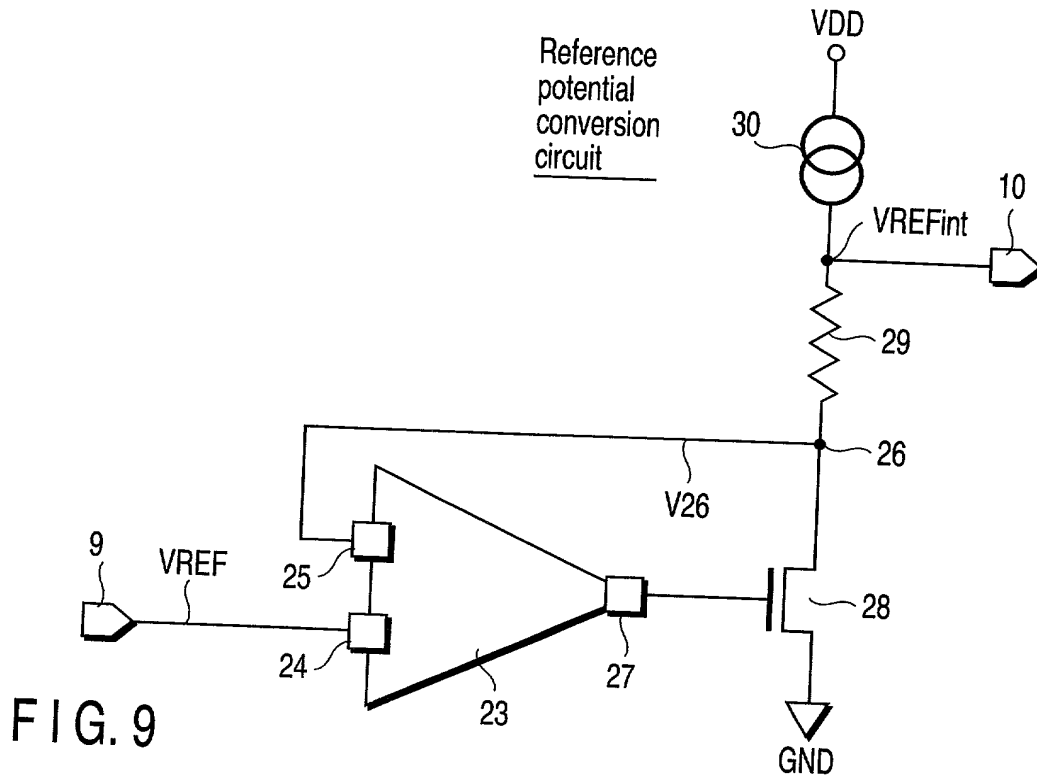 VDD
Reference
potential
conversion
circuit
30
10
VREFint
29
26
V26
9
VREF
25
24
23
27
28
GND
FIG. 9